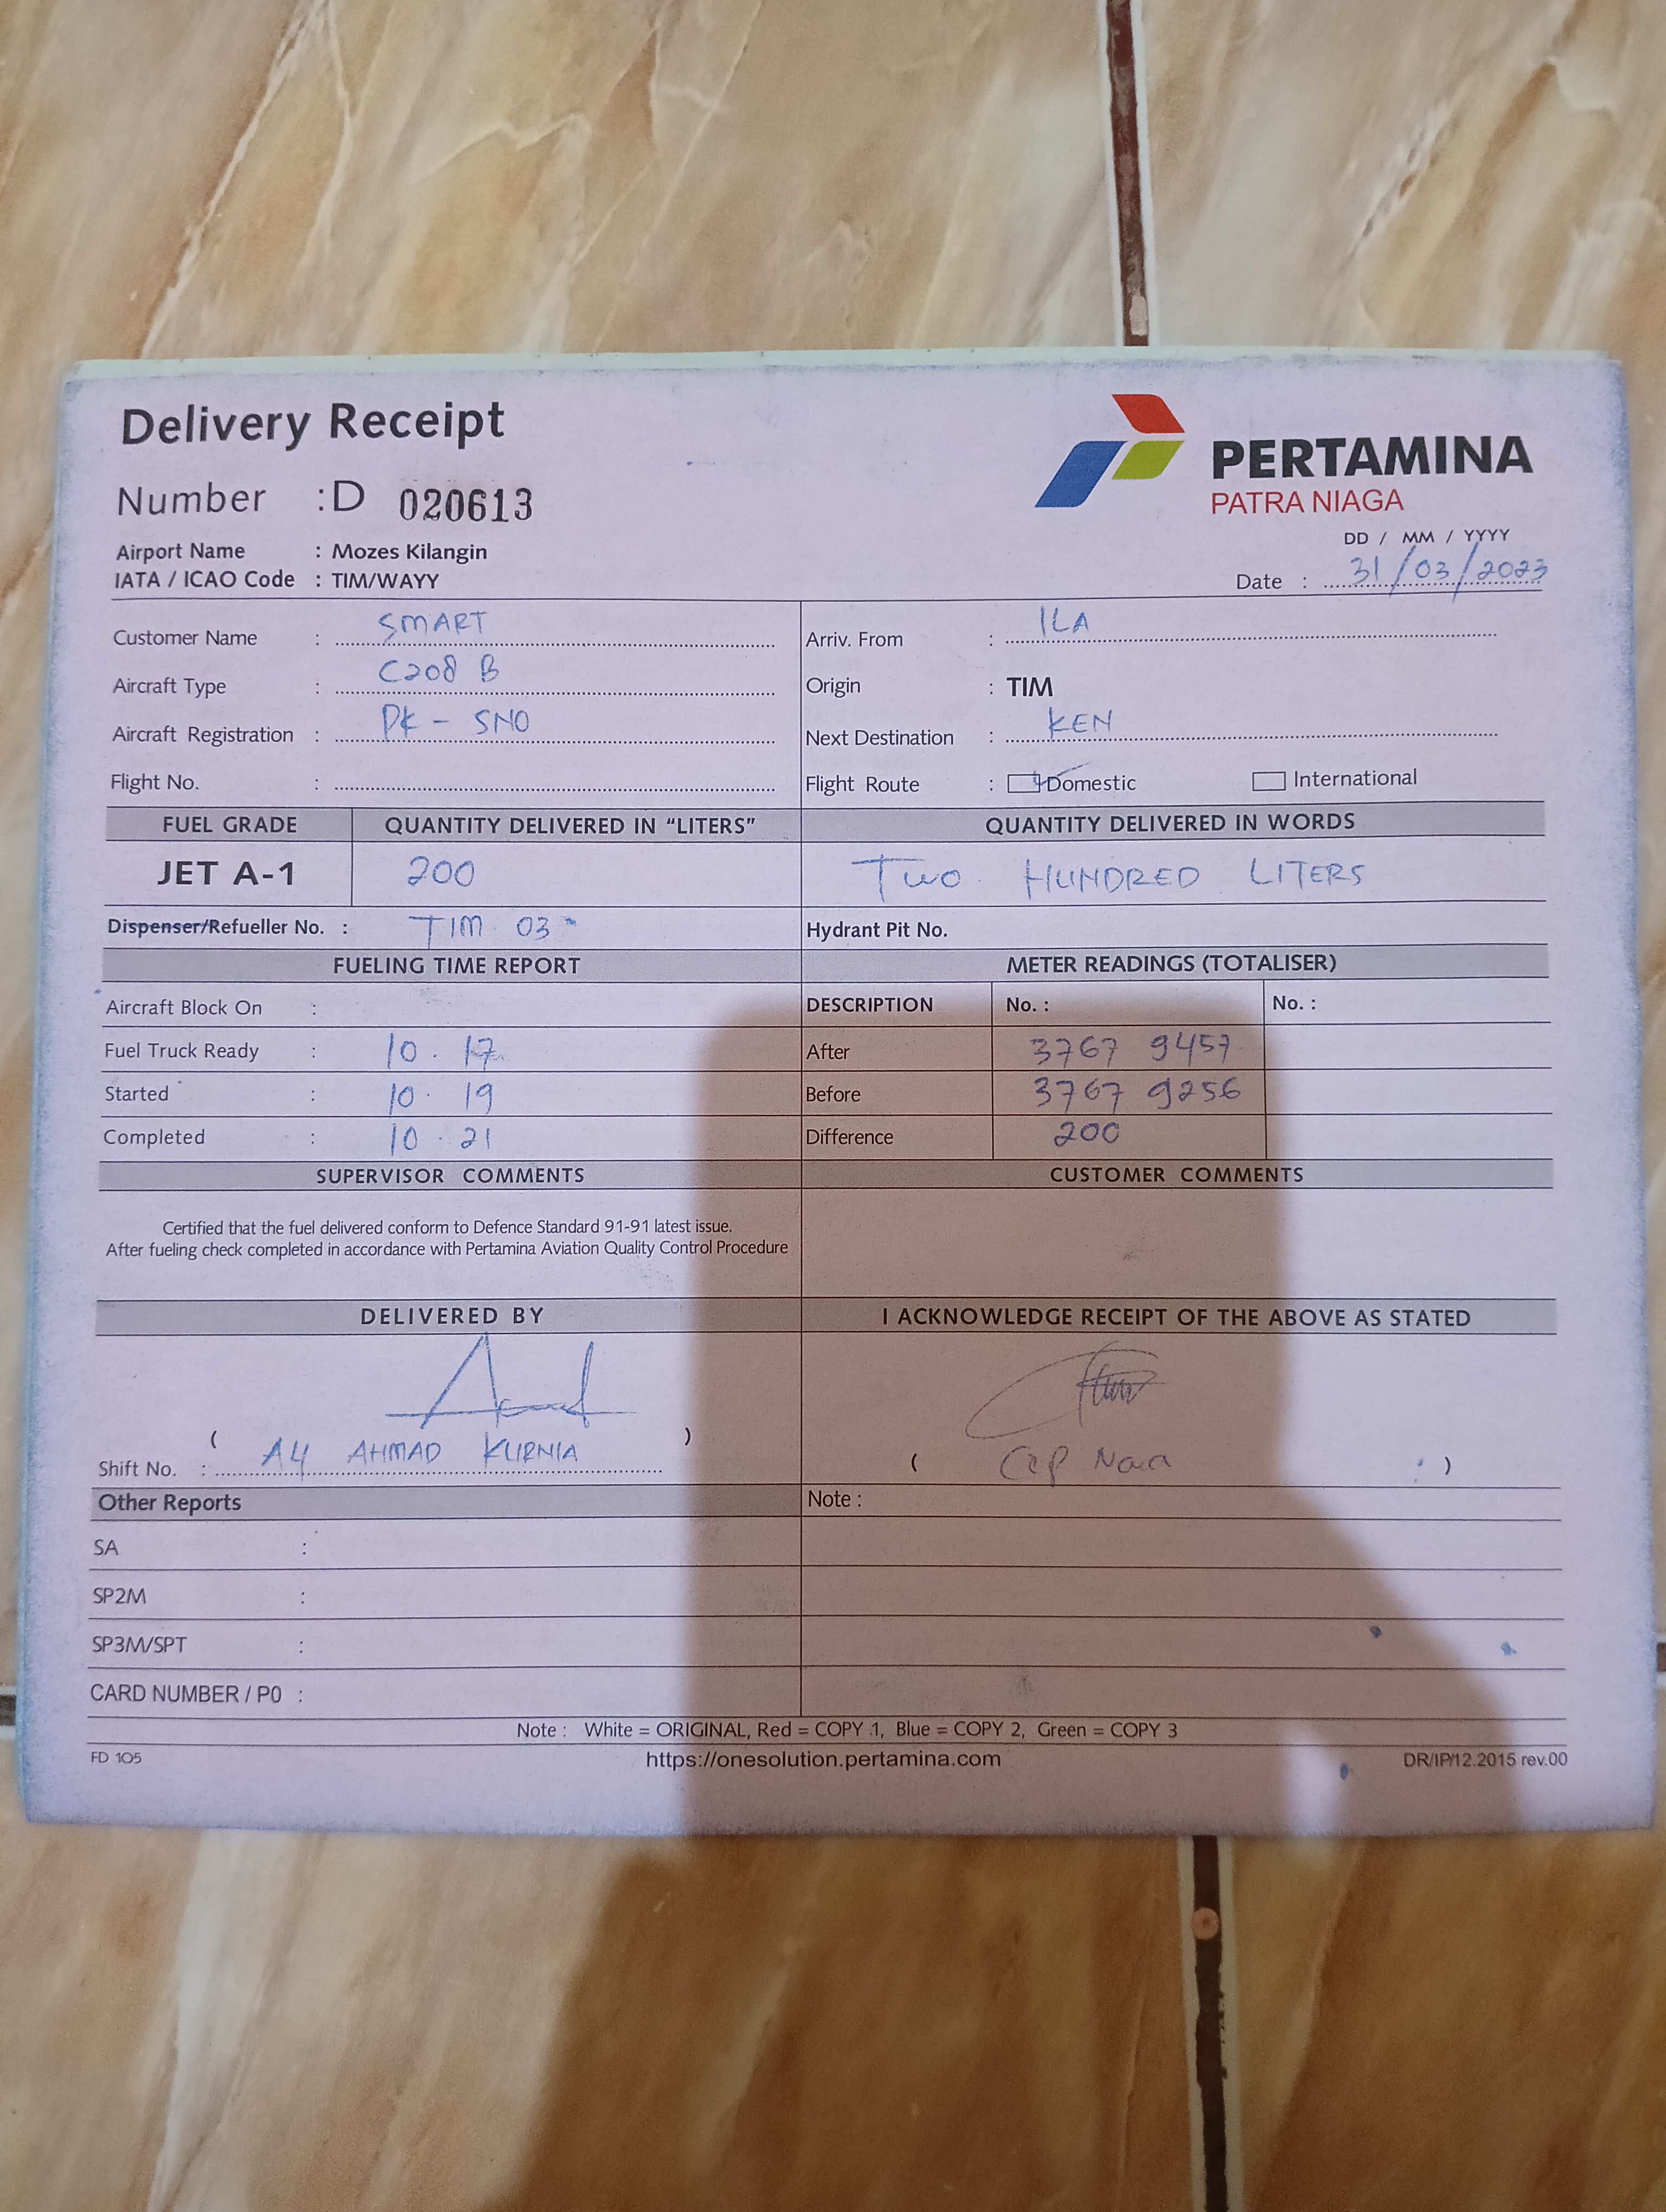 Delivery Receipt
PERTAMINA
PATRA NIAGA
Number : D 020613
Airport Name : Mozes Kilangin
IATA / ICAO Code : TIM/WAYY
DD / MM / YYYY
Date : 31/03/2023
Customer Name : SMART
Arriv. From : ILA
Aircraft Type : C208 B
Origin : TIM
Aircraft Registration : PK - SNO
Next Destination : KEN
Flight No. :
Flight Route : Domestic International
FUEL GRADE QUANTITY DELIVERED IN "LITERS" QUANTITY DELIVERED IN WORDS
JET A-1 200 TWO HUNDRED LITERS
Dispenser/Refueller No. : TIM 03 Hydrant Pit No.
FUELING TIME REPORT METER READINGS (TOTALISER)
Aircraft Block On : DESCRIPTION No. : No. :
Fuel Truck Ready : 10 . 17 After 3767 9457
Started : 10 . 19 Before 3767 9256
Completed : 10 . 21 Difference 200
SUPERVISOR COMMENTS CUSTOMER COMMENTS
Certified that the fuel delivered conform to Defence Standard 91-91 latest issue.
After fueling check completed in accordance with Pertamina Aviation Quality Control Procedure
DELIVERED BY I ACKNOWLEDGE RECEIPT OF THE ABOVE AS STATED
( )
Shift No. : A4 AHMAD KURNIA
( )
Other Reports Note :
SA :
SP2M :
SP3M/SPT :
CARD NUMBER / P0 :
Note : White = ORIGINAL, Red = COPY 1, Blue = COPY 2, Green = COPY 3
FD 105 https://onesolution.pertamina.com DR/IP/12.2015 rev.00